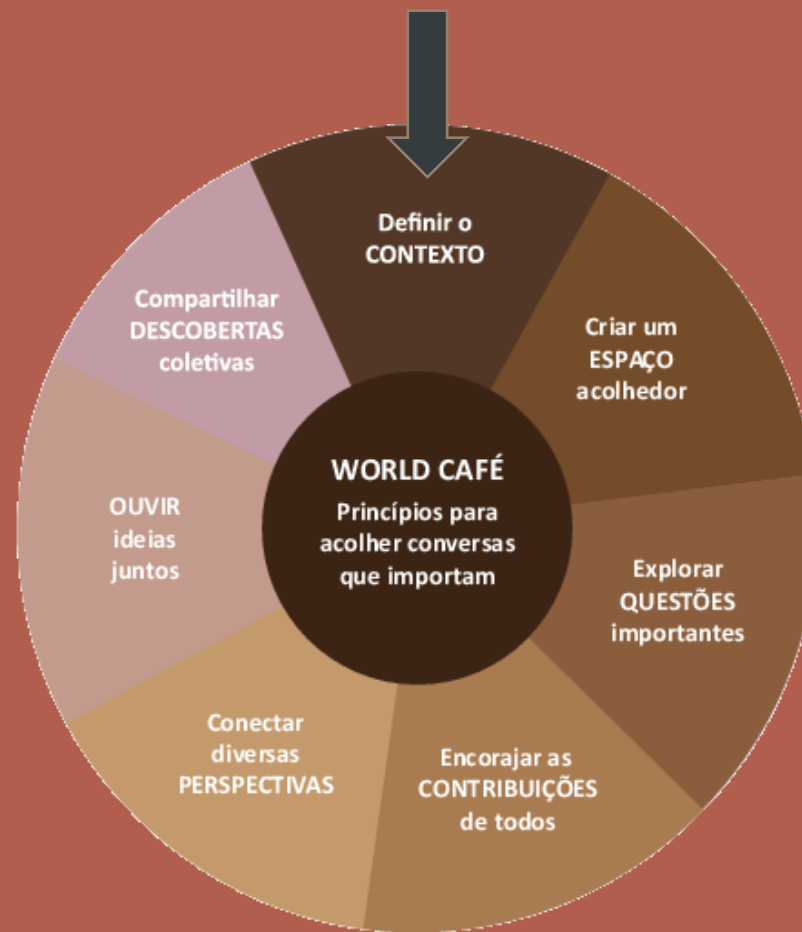 Definir o
CONTEXTO
Criar um
ESPAÇO
acolhedor
Explorar
QUESTÕES
importantes
Encorajar as
CONTRIBUIÇÕES
de todos
Conectar
diversas
PERSPECTIVAS
OUVIR
ideias
juntos
Compartilhar
DESCOBERTAS
coletivas
WORLD CAFÉ
Princípios para
acolher conversas
que importam